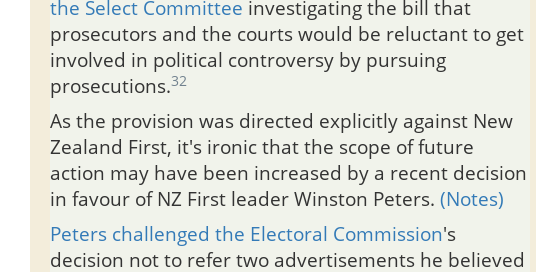 the Select Committee investigating the bill that
prosecutors and the courts would be reluctant to get
involved in political controversy by pursuing
prosecutions.32
As the provision was directed explicitly against New
Zealand First, it's ironic that the scope of future
action may have been increased by a recent decision
in favour of NZ First leader Winston Peters. (Notes)
Peters challenged the Electoral Commission's
decision not to refer two advertisements he believed